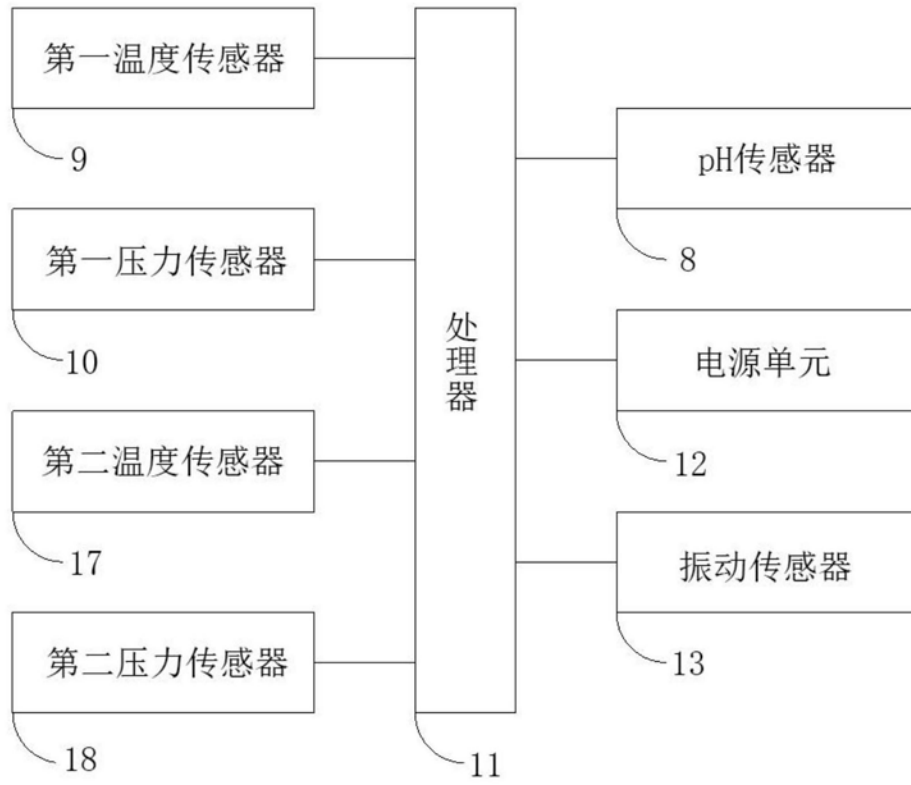 第一温度传感器
9
第一压力传感器
10
第二温度传感器
17
第二压力传感器
18
处理器
11
pH传感器
8
电源单元
12
振动传感器
13